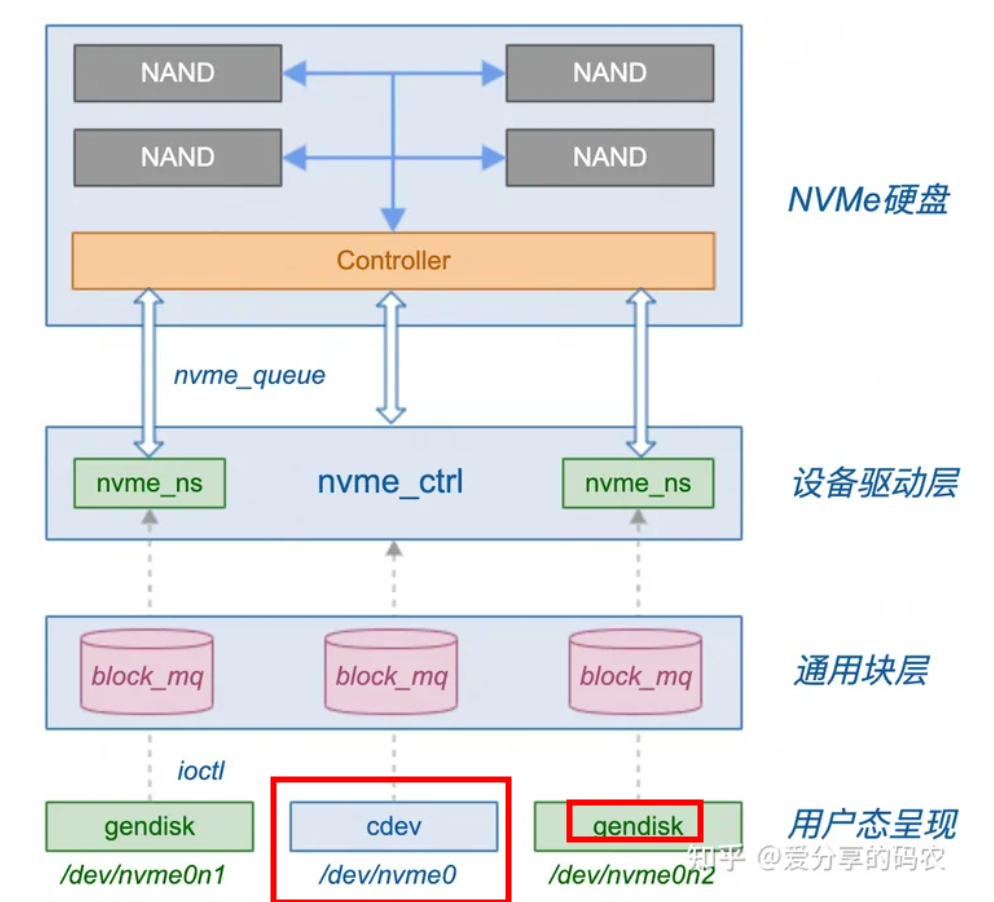 NAND
NAND
NAND
NAND
NVMe硬盘
Controller
nvme_queue
nvme_ns
nvme_ctrl
nvme_ns
设备驱动层
block_mq
block_mq
block_mq
通用块层
ioctl
gendisk
cdev
gendisk
用户态呈现
/dev/nvme0n1
/dev/nvme0
/dev/nvme0n2
知乎 @爱分享的码农